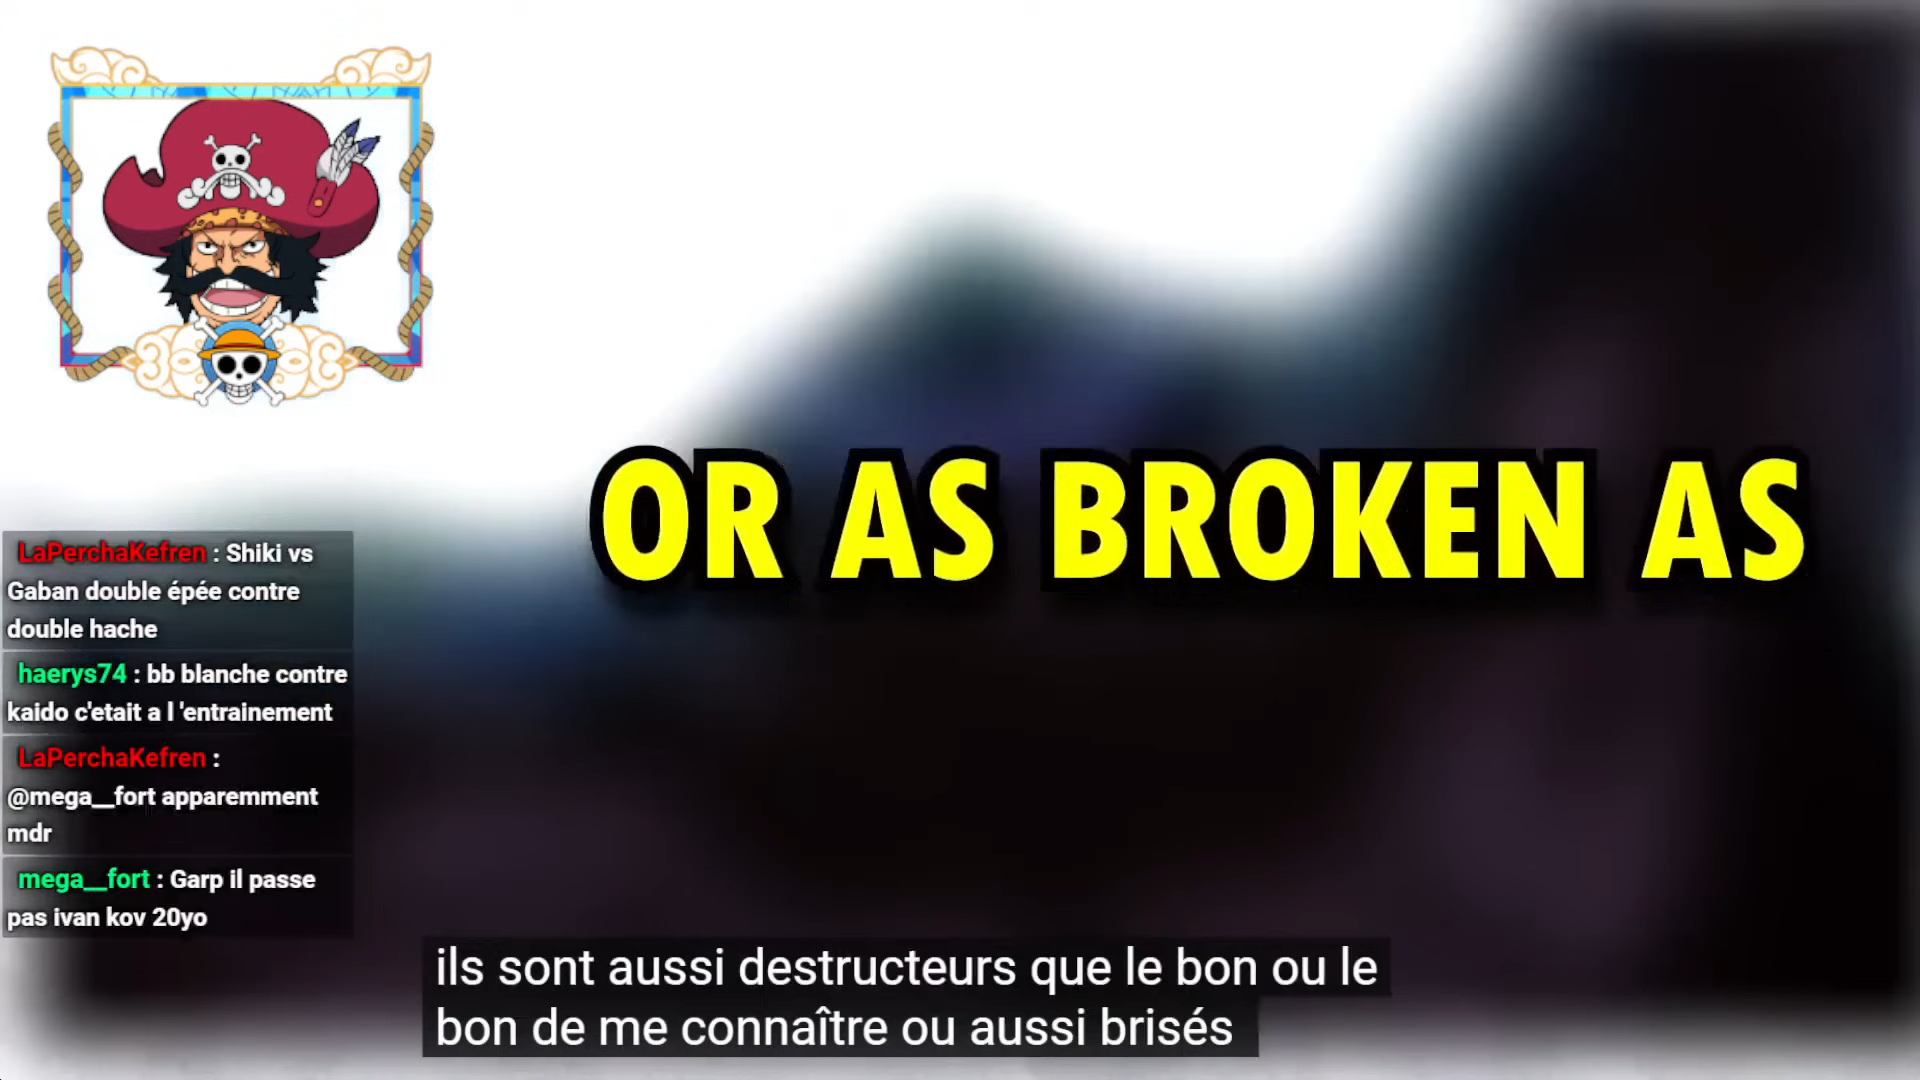 OR AS BROKEN AS
LaPerchaKefren : Shiki vs
Gaban double épée contre
double hache
haerys74 : bb blanche contre
kaido c'etait a l 'entrainement
LaPerchaKefren :
@mega__fort apparemment
mdr
mega__fort : Garp il passe
pas ivan kov 20yo
ils sont aussi destructeurs que le bon ou le
bon de me connaître ou aussi brisés